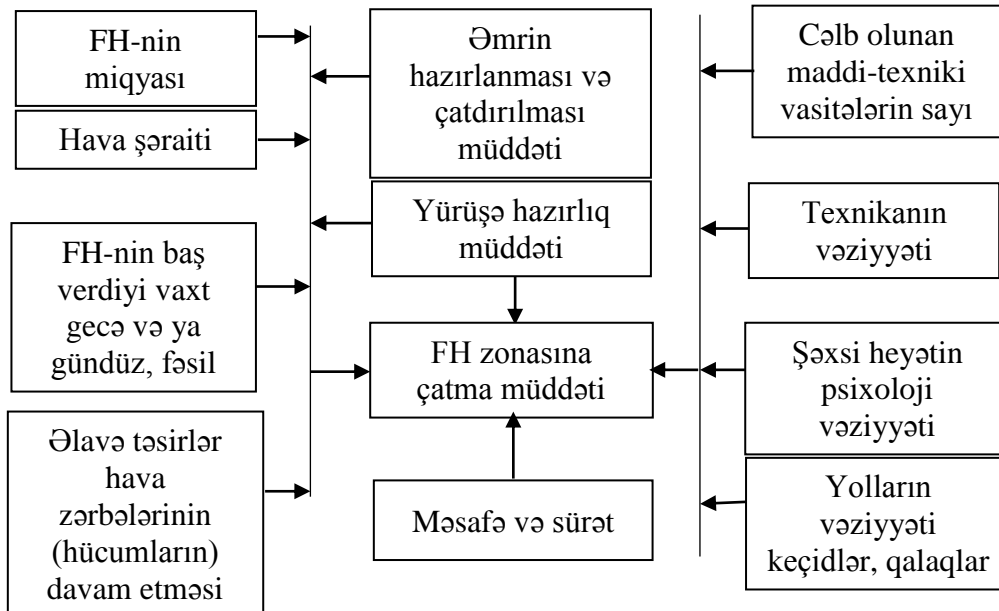 FH-nin
miqyası
Hava şəraiti
FH-nin baş
verdiyi vaxt
gecə və ya
gündüz, fəsil
Əlavə təsirlər
hava
zərbələrinin
(hücumların)
davam etməsi
Əmrin
hazırlanması və
çatdırılması
müddəti
Yürüşə hazırlıq
müddəti
FH zonasına
çatma müddəti
Məsafə və sürət
Cəlb olunan
maddi-texniki
vasitələrin sayı
Texnikanın
vəziyyəti
Şəxsi heyətin
psixoloji
vəziyyəti
Yolların
vəziyyəti
keçidlər, qalaqlar